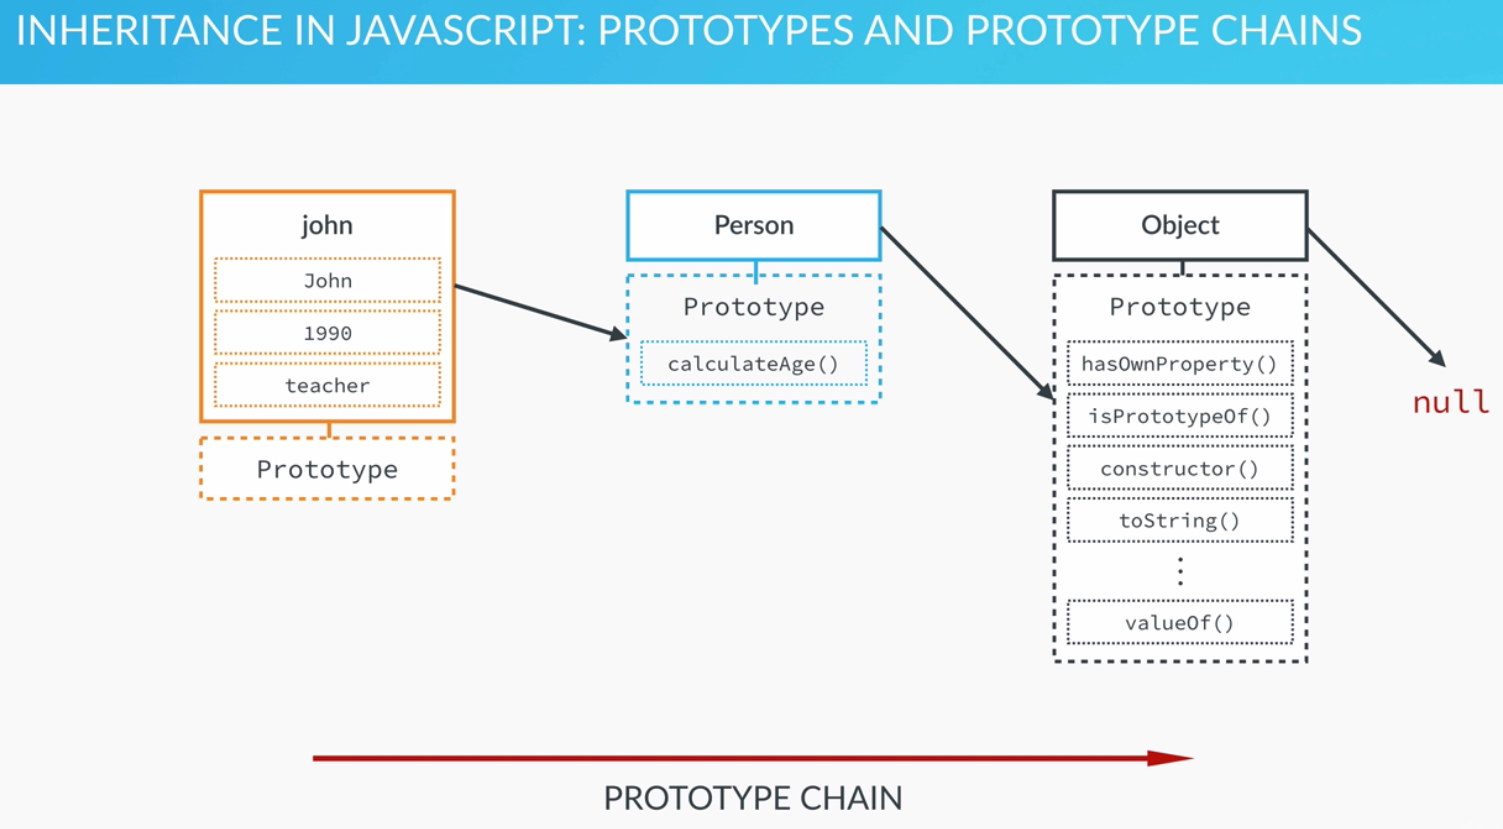 INHERITANCE IN JAVASCRIPT: PROTOTYPES AND PROTOTYPE CHAINS
john
John
1990
teacher
Prototype
Person
Prototype
calculateAge()
Object
Prototype
hasOwnProperty()
isPrototypeOf()
constructor()
toString()
valueOf()
null
PROTOTYPE CHAIN